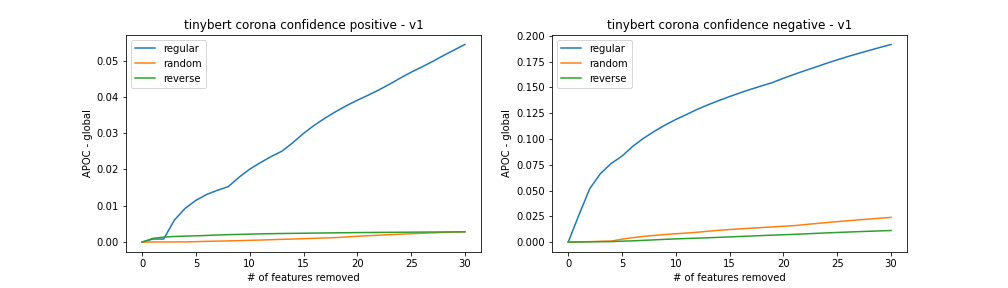 tinybert corona confidence positive - v1
regular
random
reverse
APOC - global
0.05
0.04
0.03
0.02
0.01
0.00
0 5 10 15 20 25 30
# of features removed
tinybert corona confidence negative - v1
regular
random
reverse
APOC - global
0.200
0.175
0.150
0.125
0.100
0.075
0.050
0.025
0.000
0 5 10 15 20 25 30
# of features removed